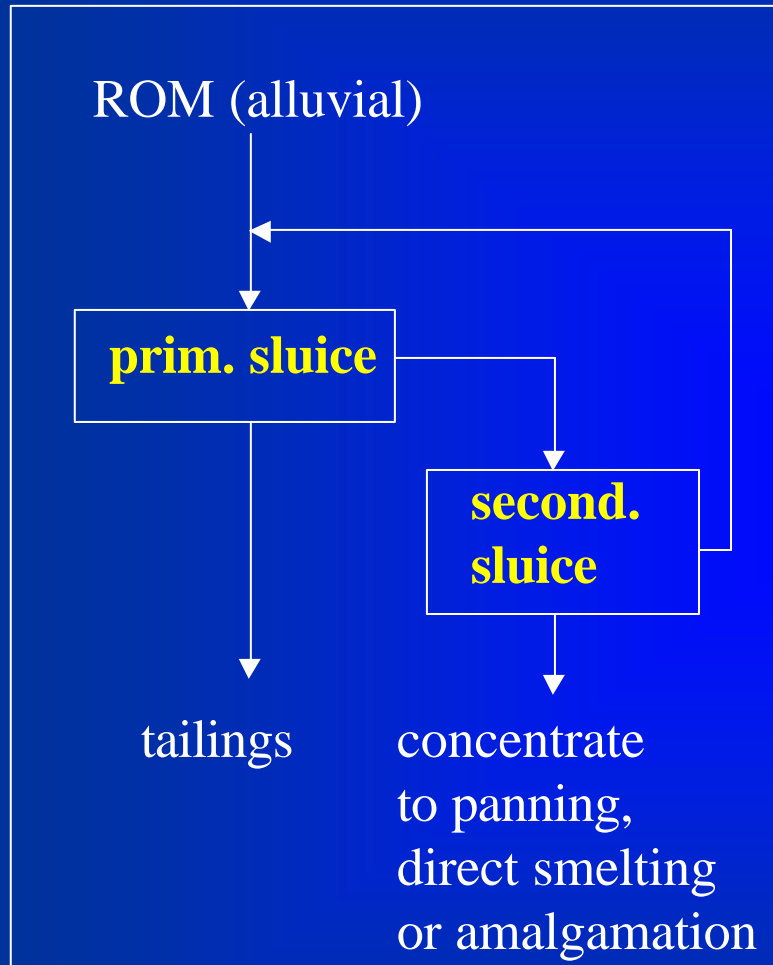 ROM (alluvial)
prim. sluice
second.
sluice
tailings
concentrate
to panning,
direct smelting
or amalgamation